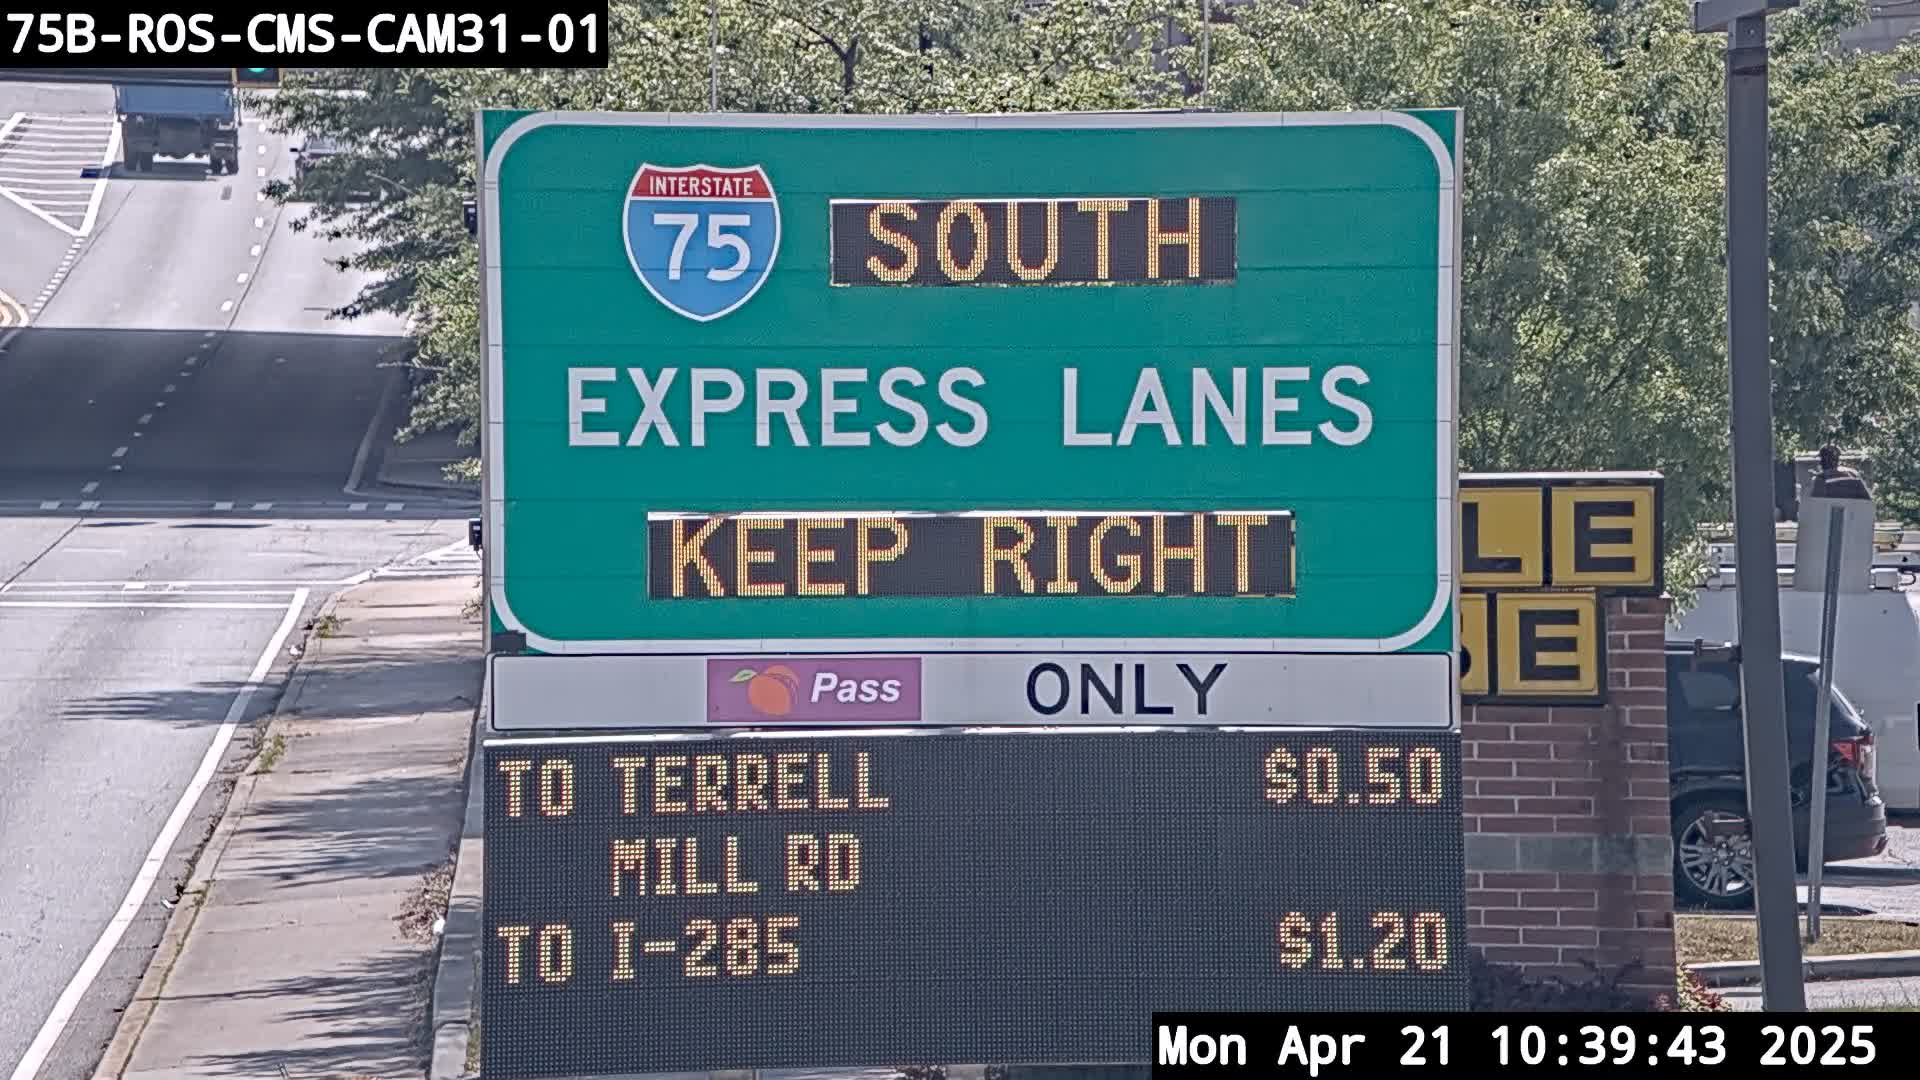 75B-ROS-CMS-CAM31-01
INTERSTATE
75
SOUTH
EXPRESS LANES
KEEP RIGHT
LE
E
Pass
ONLY
TO TERRELL $0.50
MILL RD
TO I-285 $1.20
Mon Apr 21 10:39:43 2025